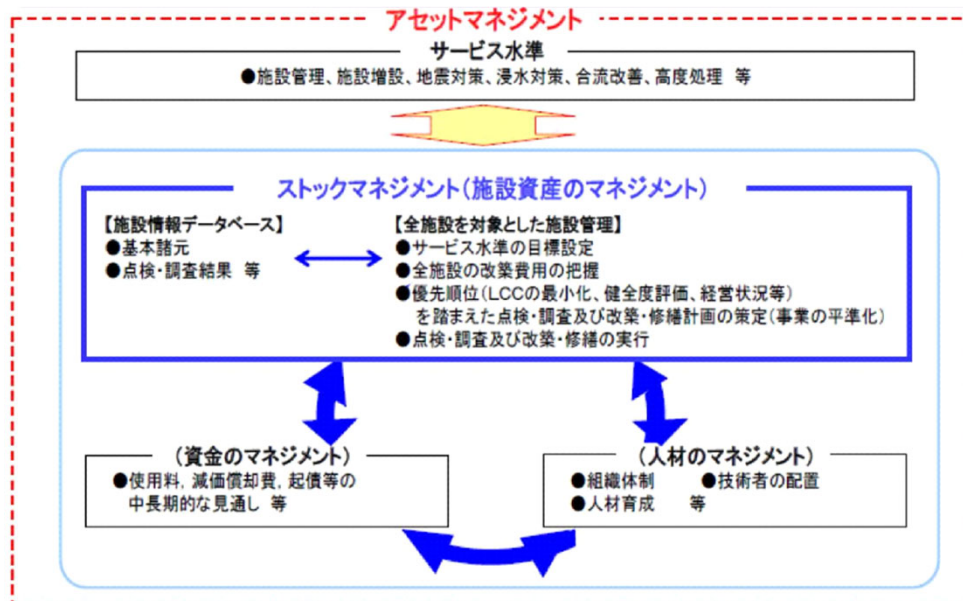 アセットマネジメント
サービス水準
●施設管理、施設増設、地震対策、浸水対策、合流改善、高度処理 等
ストックマネジメント(施設資産のマネジメント)
【施設情報データベース】
●基本諸元
●点検・調査結果 等
【全施設を対象とした施設管理】
●サービス水準の目標設定
●全施設の改築費用の把握
●優先順位(LCCの最小化、健全度評価、経営状況等)
を踏まえた点検・調査及び改築・修繕計画の策定(事業の平準化)
●点検・調査及び改築・修繕の実行
(資金のマネジメント)
●使用料, 減価償却費, 起債等の
中長期的な見通し 等
(人材のマネジメント)
●組織体制 ●技術者の配置
●人材育成 等